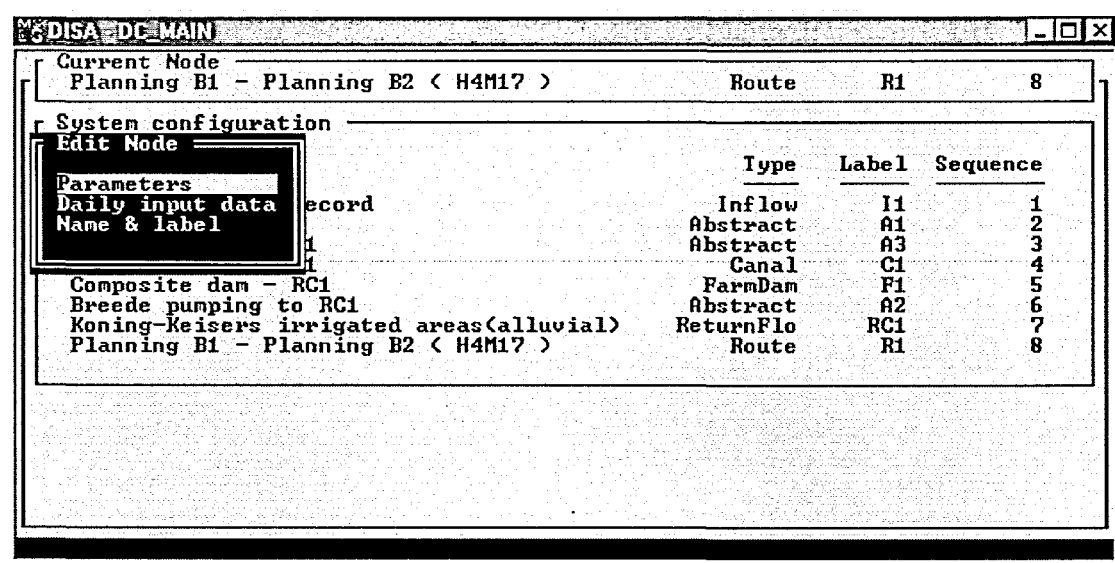 DISA - DC_MAIN
Current Node
Planning B1 - Planning B2 ( H4M17 ) Route R1 8
System configuration
Edit Node
Type Label Sequence
Parameters
Daily input data ecord Inflow I1 1
Name & label Abstract A1 2
1 Abstract A3 3
1 Canal C1 4
Composite dam - RC1 FarmDam F1 5
Breede pumping to RC1 Abstract A2 6
Koning-Keisers irrigated areas(alluvial) ReturnFlo RC1 7
Planning B1 - Planning B2 ( H4M17 ) Route R1 8